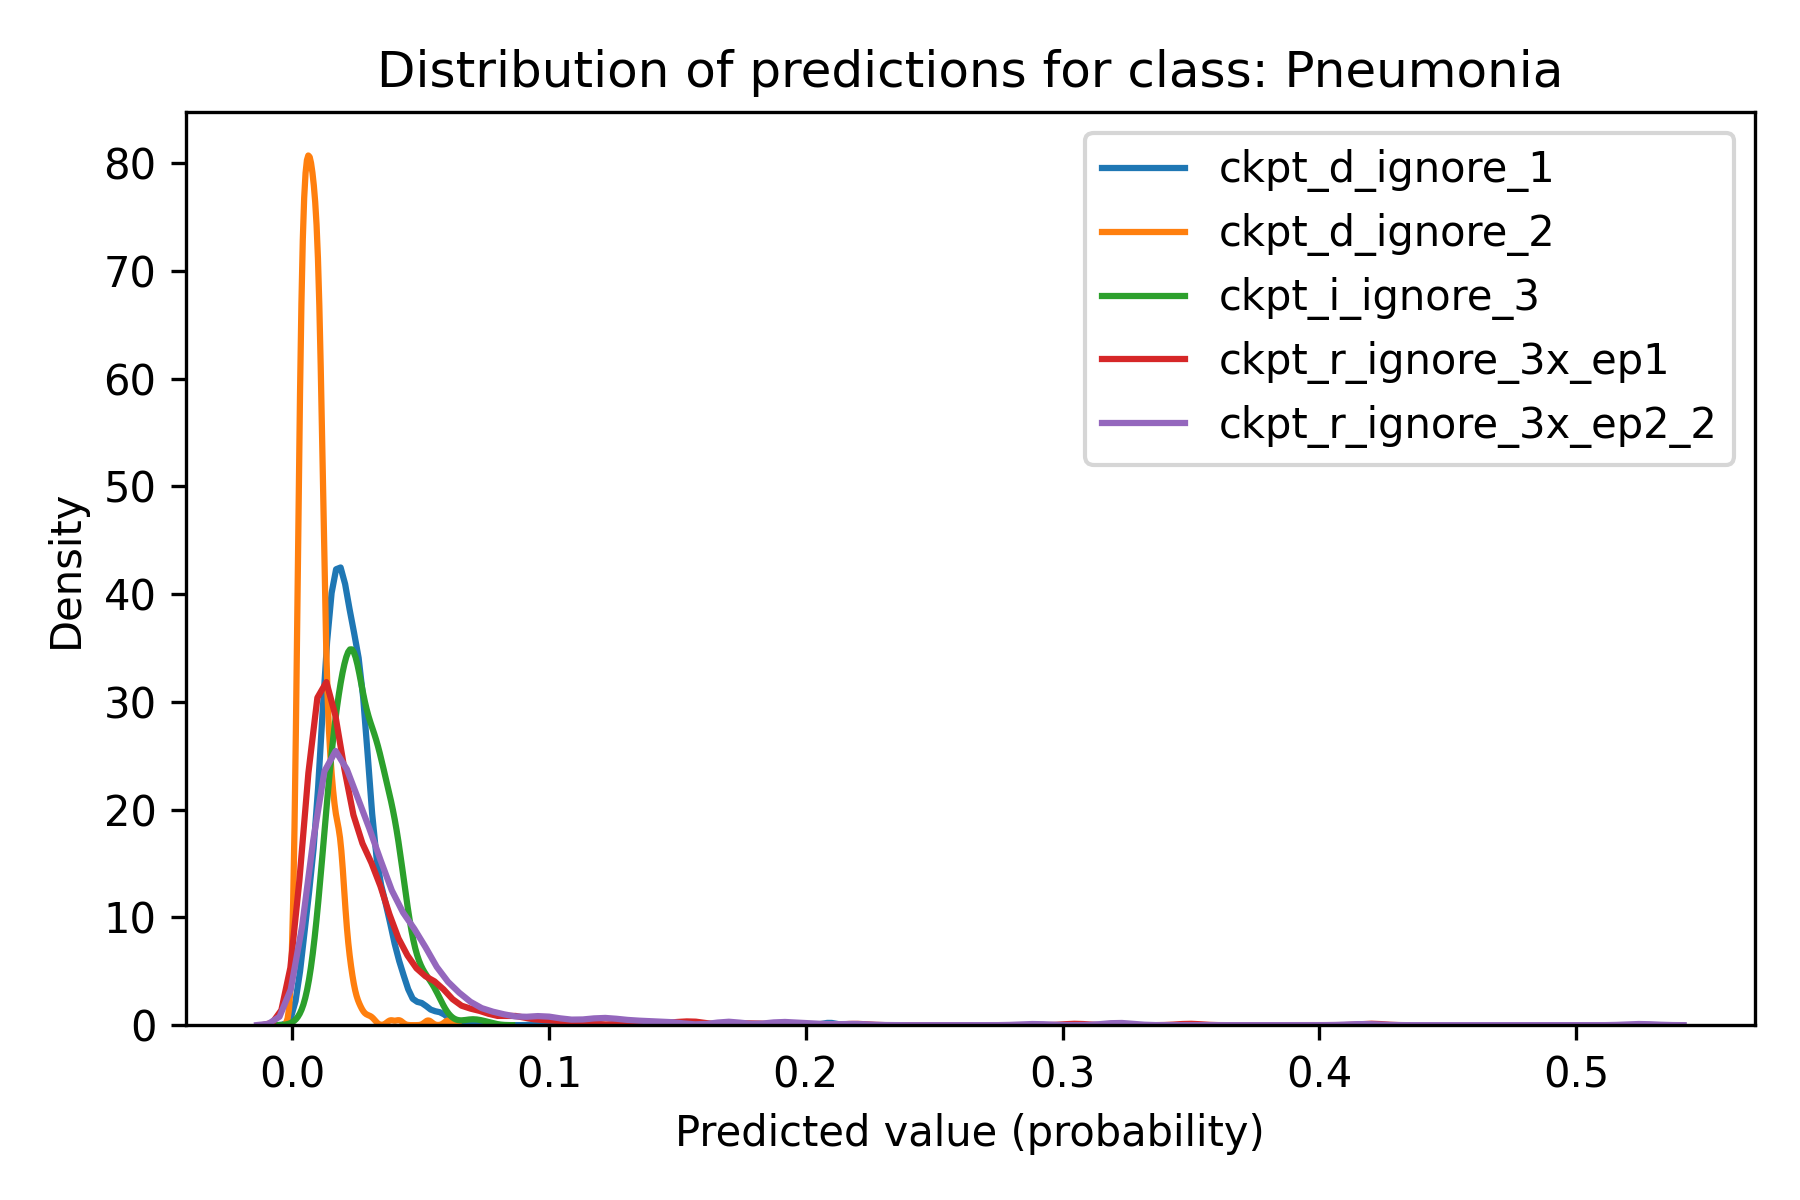 Distribution of predictions for class: Pneumonia
ckpt_d_ignore_1
ckpt_d_ignore_2
ckpt_i_ignore_3
ckpt_r_ignore_3x_ep1
ckpt_r_ignore_3x_ep2_2
80
70
60
50
40
30
20
10
0
Density
0.0 0.1 0.2 0.3 0.4 0.5
Predicted value (probability)